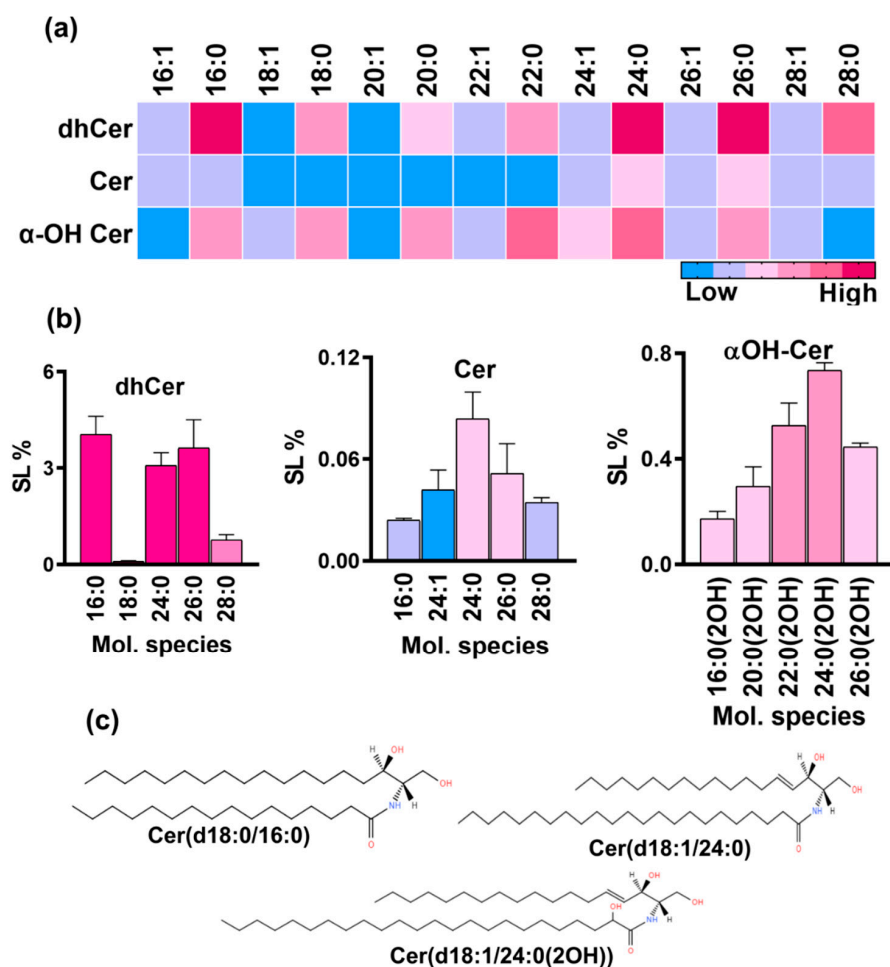 (a)
16:1 16:0 18:1 18:0 20:1 20:0 22:1 22:0 24:1 24:0 26:1 26:0 28:1 28:0
dhCer
Cer
α-OH Cer
Low High
(b)
dhCer
SL %
6
3
0
16:0 18:0 24:0 26:0 28:0
Mol. species
Cer
SL %
0.12
0.06
0.00
16:0 24:1 24:0 26:0 28:0
Mol. species
αOH-Cer
SL %
0.8
0.4
0.0
16:0(2OH) 20:0(2OH) 22:0(2OH) 24:0(2OH) 26:0(2OH)
Mol. species
(c)
H OH
OH
NH H
O
Cer(d18:0/16:0)
H OH
OH
NH H
O
Cer(d18:1/24:0)
H OH
OH
OH
NH H
O
Cer(d18:1/24:0(2OH))